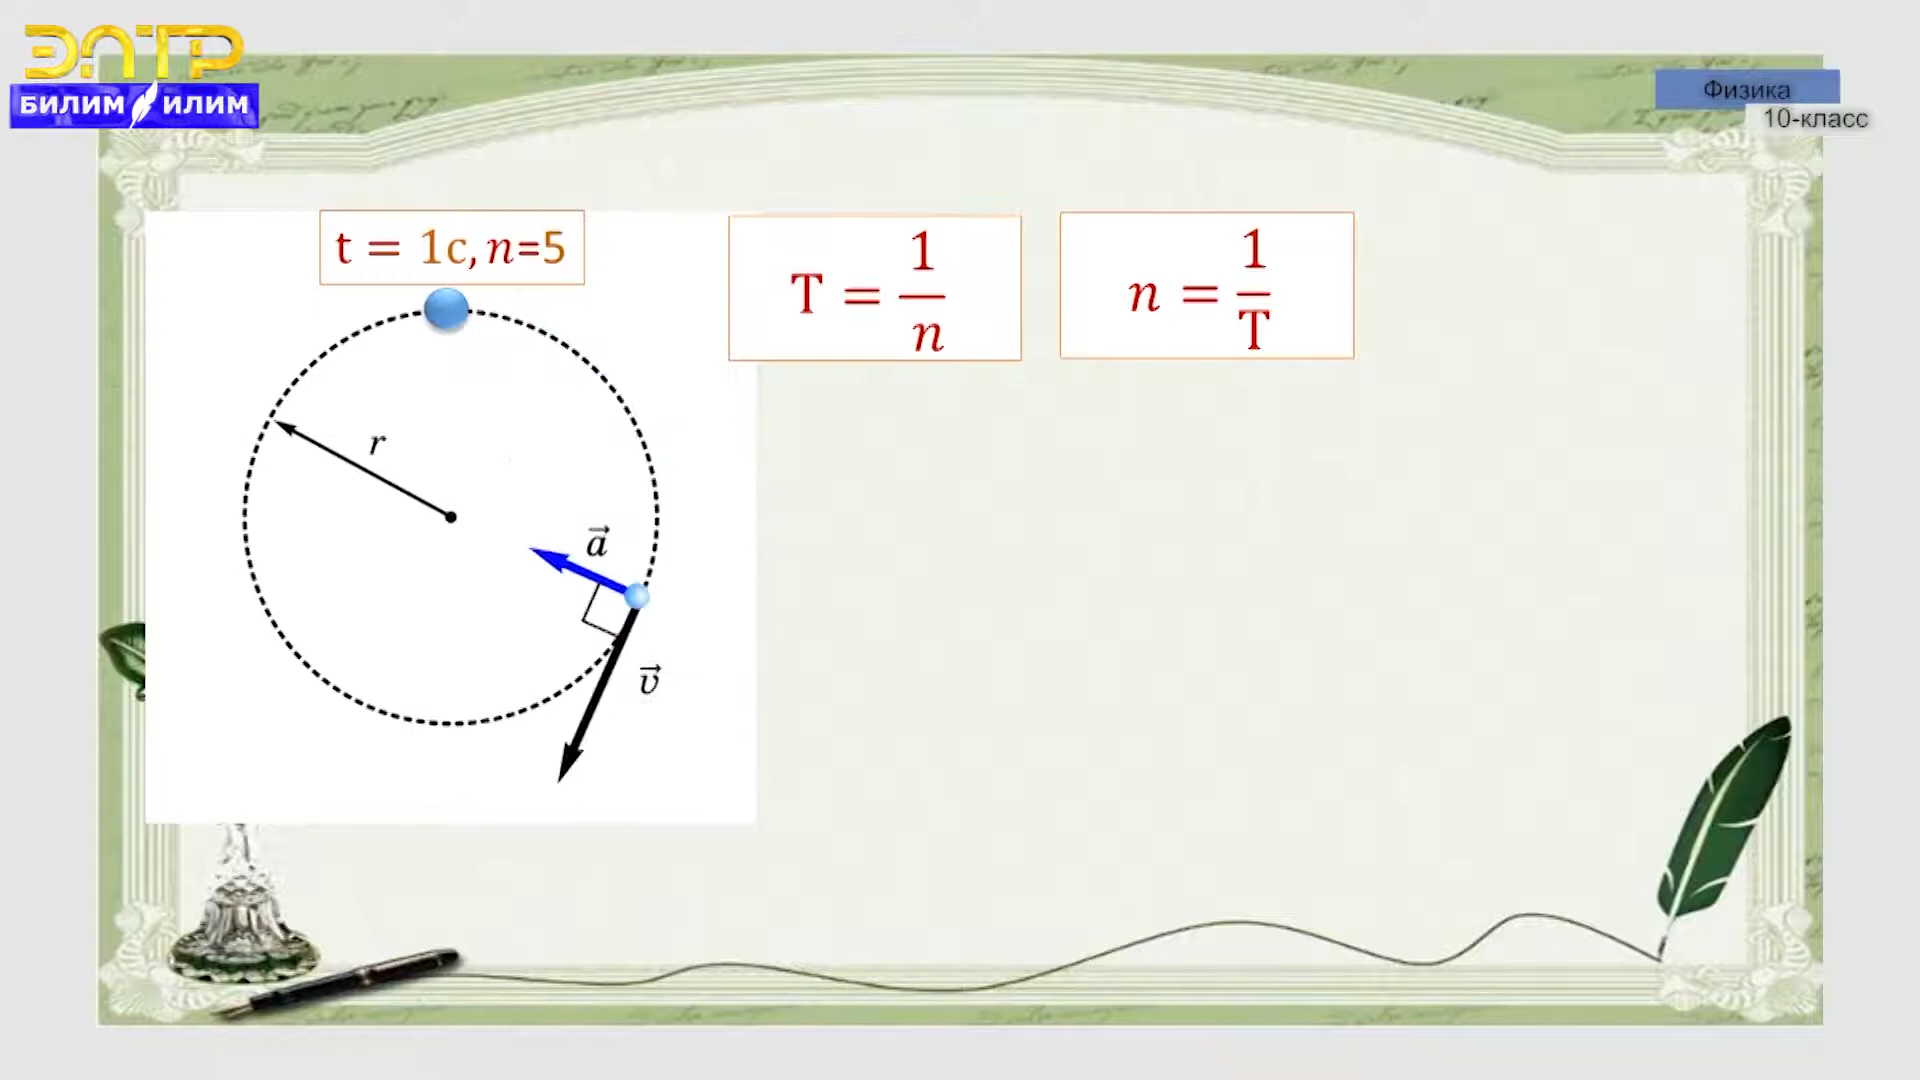 ЭЛТР
БИЛИМ ИЛИМ
Физика
10-класс
t = 1c, n=5
T = 1/n
n = 1/T
r
a⃗
v⃗